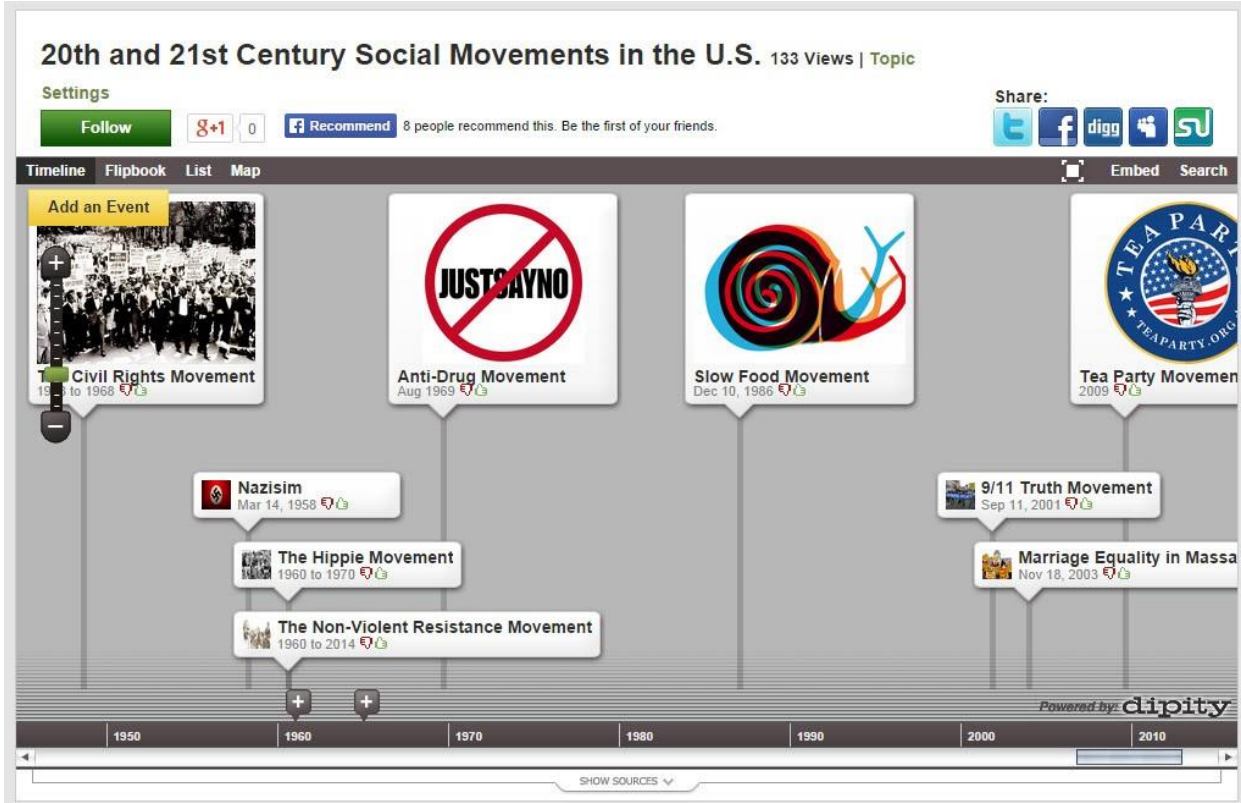 20th and 21st Century Social Movements in the U.S. 133 Views | Topic
Settings
Share:
Follow
g+1 0
Recommend 8 people recommend this. Be the first of your friends.
digg
Timeline Flipbook List Map Embed Search
Add an Event
JUSTSAYNO
TEA PARTY
TEAPARTY.ORG
Civil Rights Movement
to 1968
Anti-Drug Movement
Aug 1969
Slow Food Movement
Dec 10, 1986
Tea Party Movemen
2009
Nazisim
Mar 14, 1958
9/11 Truth Movement
Sep 11, 2001
The Hippie Movement
1960 to 1970
Marriage Equality in Massa
Nov 18, 2003
The Non-Violent Resistance Movement
1960 to 2014
Powered by: dipity
1950 1960 1970 1980 1990 2000 2010
SHOW SOURCES